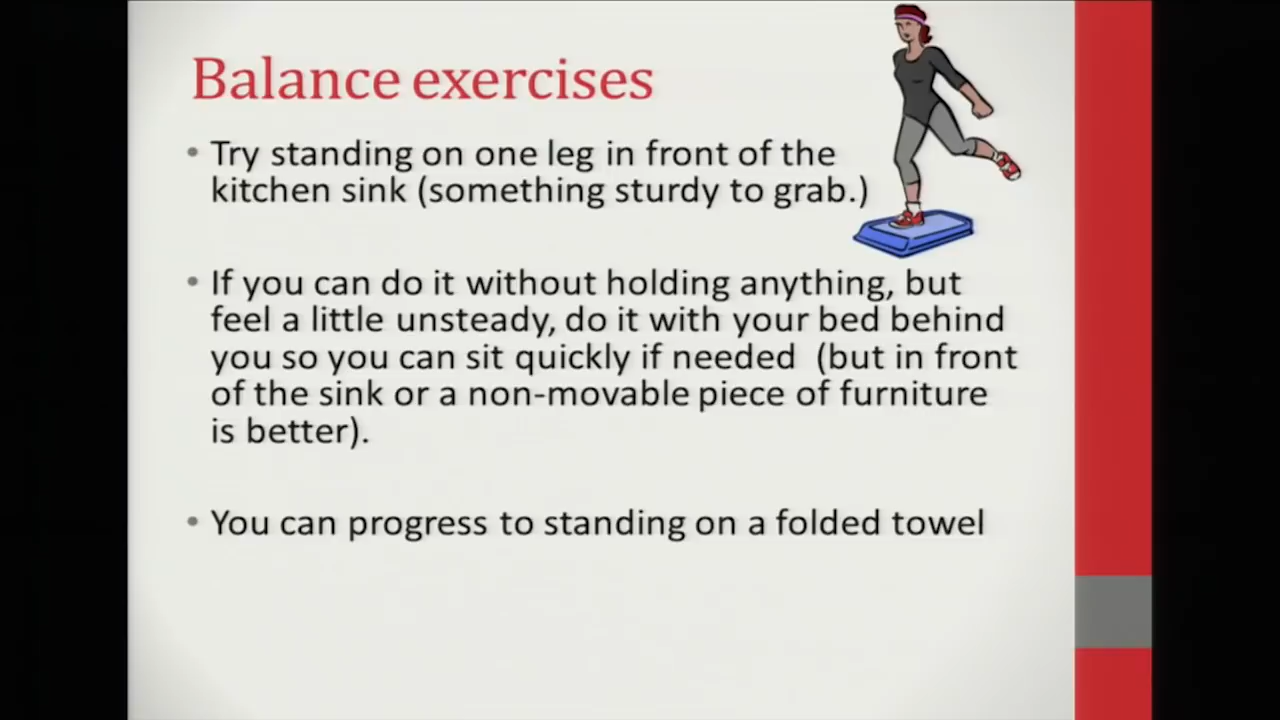 Balance exercises
• Try standing on one leg in front of the
kitchen sink (something sturdy to grab.)
• If you can do it without holding anything, but
feel a little unsteady, do it with your bed behind
you so you can sit quickly if needed  (but in front
of the sink or a non-movable piece of furniture
is better).
• You can progress to standing on a folded towel